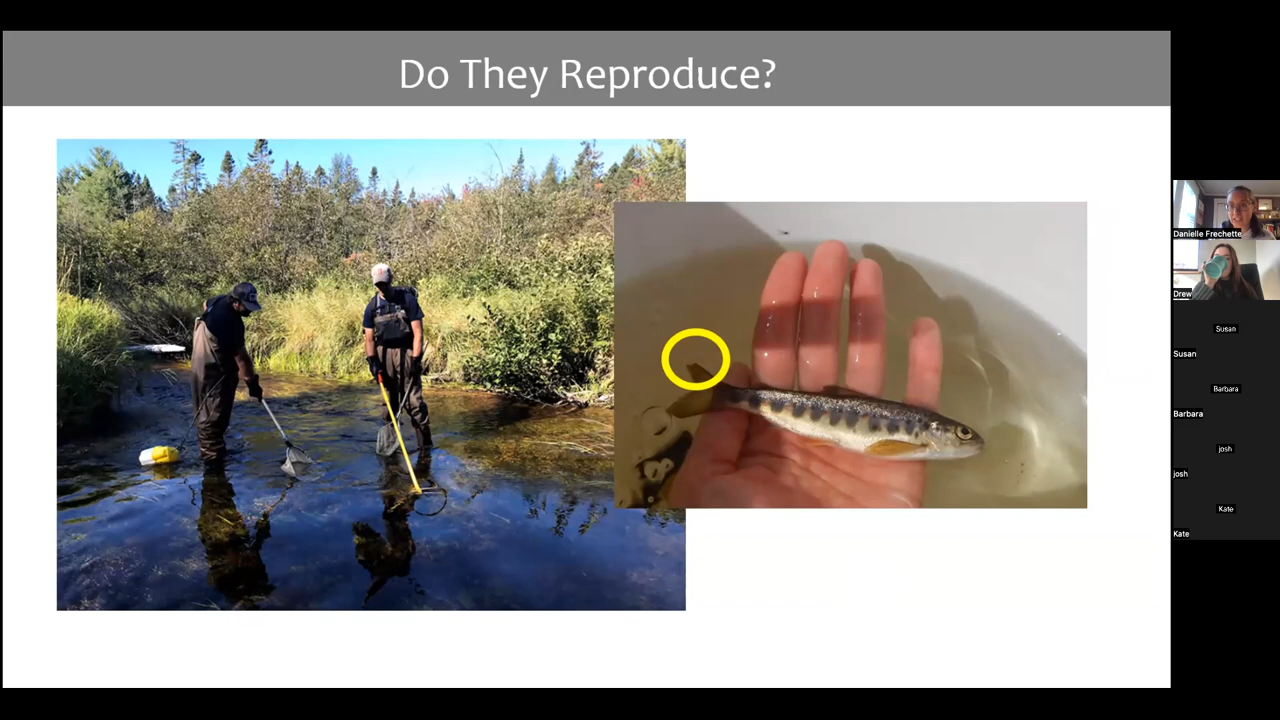 Do They Reproduce?
Danielle Frechette
Drew
Susan
Susan
Barbara
Barbara
josh
josh
Kate
Kate